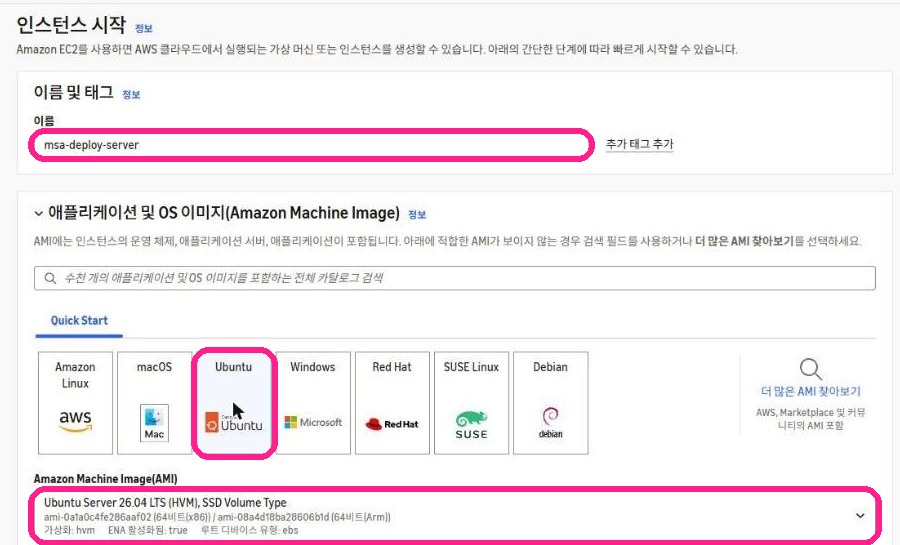 인스턴스 시작 정보
Amazon EC2를 사용하면 AWS 클라우드에서 실행되는 가상 머신 또는 인스턴스를 생성할 수 있습니다. 아래의 간단한 단계에 따라 빠르게 시작할 수 있습니다.
이름 및 태그 정보
이름
msa-deploy-server
추가 태그 추가
애플리케이션 및 OS 이미지(Amazon Machine Image) 정보
AMI에는 인스턴스의 운영 체제, 애플리케이션 서버, 애플리케이션이 포함됩니다. 아래에 적합한 AMI가 보이지 않는 경우 검색 필드를 사용하거나 더 많은 AMI 찾아보기를 선택하세요.
수천 개의 애플리케이션 및 OS 이미지를 포함하는 전체 카탈로그 검색
Quick Start
Amazon Linux
aws
macOS
Mac
Ubuntu
Ubuntu
Windows
Microsoft
Red Hat
Red Hat
SUSE Linux
SUSE
Debian
debian
더 많은 AMI 찾아보기
AWS, Marketplace 및 커뮤
니티의 AMI 포함
Amazon Machine Image(AMI)
Ubuntu Server 26.04 LTS (HVM), SSD Volume Type
ami-0a1a0c4fe286aaf02 (64비트(x86)) / ami-08a4d18ba28606b1d (64비트(Arm))
가상화: hvm ENA 활성화됨: true 루트 디바이스 유형: ebs